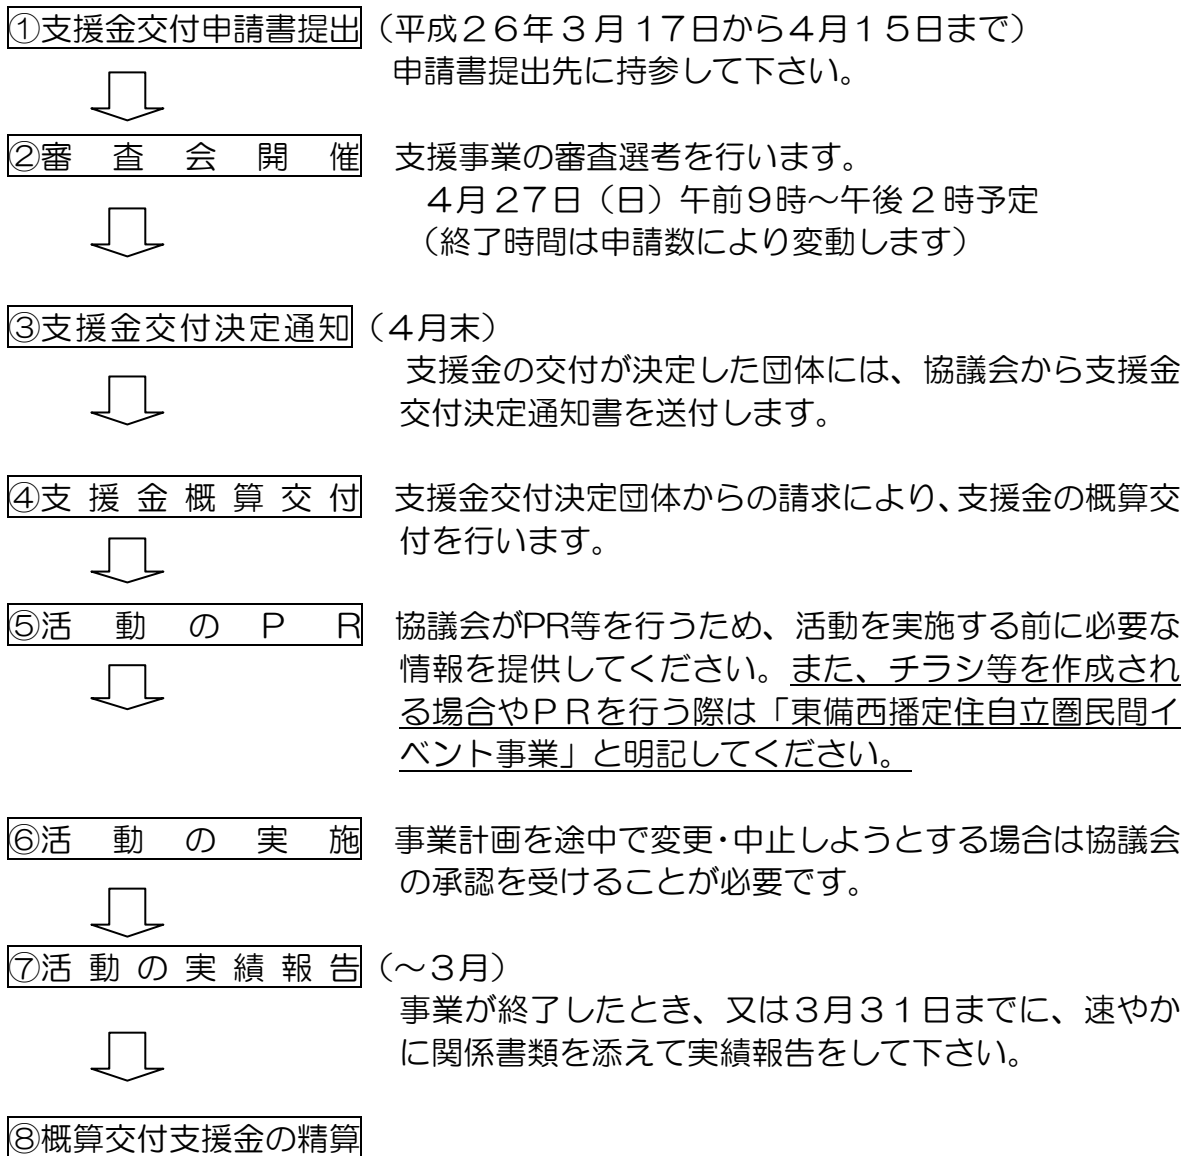 ①支援金交付申請書提出（平成２６年３月17日から４月１５日まで）
申請書提出先に持参して下さい。
②審査会開催 支援事業の審査選考を行います。
４月27日（日）午前９時～午後２時予定
（終了時間は申請数により変動します）
③支援金交付決定通知（４月末）
支援金の交付が決定した団体には、協議会から支援金
交付決定通知書を送付します。
④支援金概算交付 支援金交付決定団体からの請求により、支援金の概算交
付を行います。
⑤活動のＰＲ 協議会がPR等を行うため、活動を実施する前に必要な
情報を提供してください。また、チラシ等を作成され
る場合やＰＲを行う際は「東備西播定住自立圏民間イ
ベント事業」と明記してください。
⑥活動の実施 事業計画を途中で変更・中止しようとする場合は協議会
の承認を受けることが必要です。
⑦活動の実績報告（～３月）
事業が終了したとき、又は３月３１日までに、速やか
に関係書類を添えて実績報告をして下さい。
⑧概算交付支援金の精算